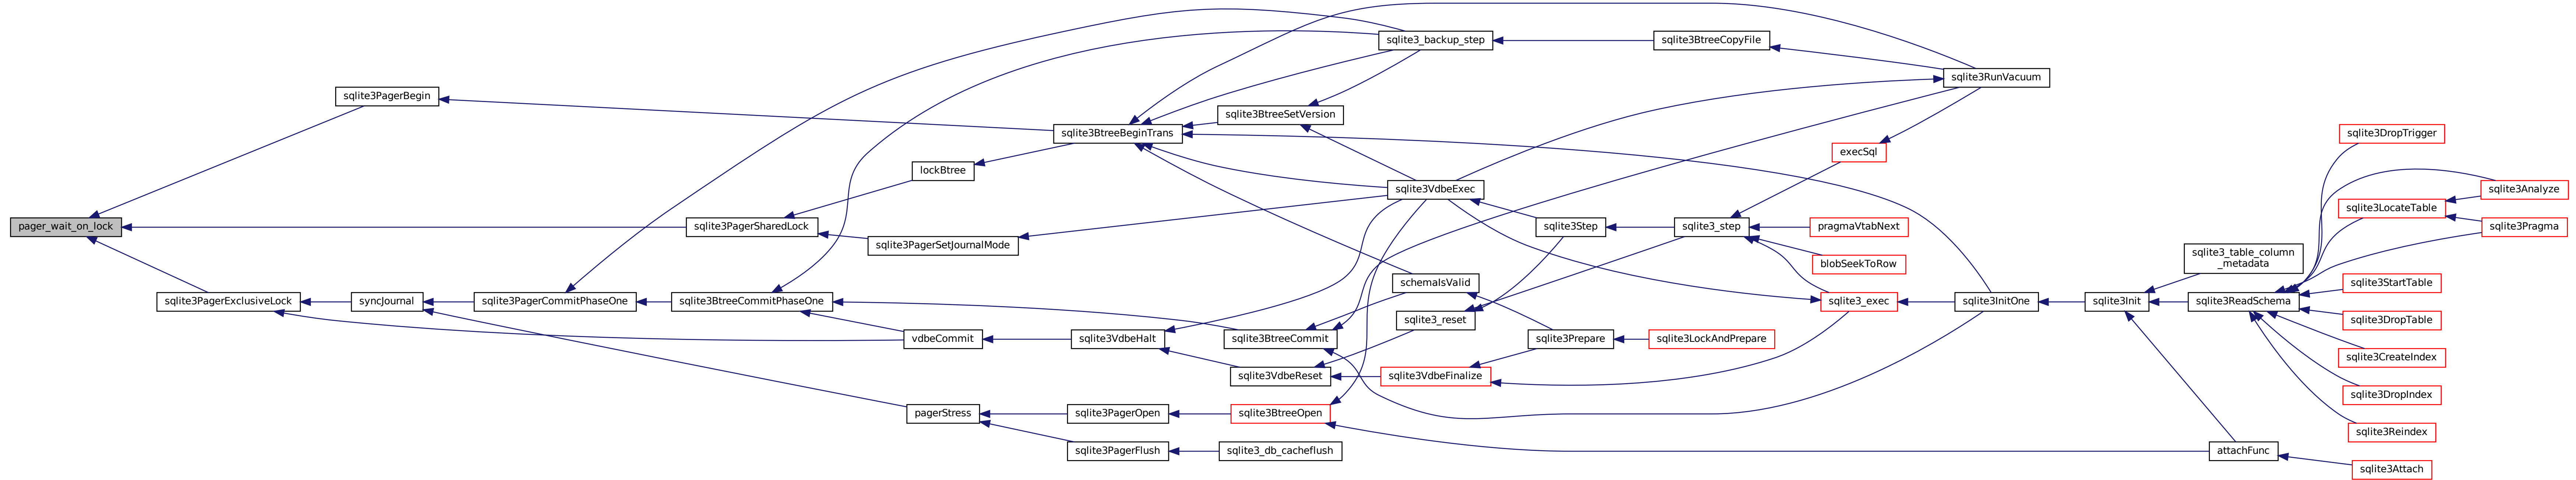 pager_wait_on_lock
sqlite3PagerBegin
sqlite3PagerExclusiveLock
syncJournal
sqlite3PagerCommitPhaseOne
sqlite3PagerSharedLock
sqlite3BtreeCommitPhaseOne
lockBtree
sqlite3PagerSetJournalMode
vdbeCommit
pagerStress
sqlite3BtreeBeginTrans
sqlite3VdbeHalt
sqlite3PagerOpen
sqlite3PagerFlush
sqlite3BtreeSetVersion
sqlite3BtreeCommit
sqlite3VdbeReset
sqlite3BtreeOpen
sqlite3_db_cacheflush
sqlite3_backup_step
sqlite3VdbeExec
schemaIsValid
sqlite3_reset
sqlite3VdbeFinalize
sqlite3Step
sqlite3Prepare
sqlite3BtreeCopyFile
sqlite3_step
sqlite3LockAndPrepare
execSql
pragmaVtabNext
blobSeekToRow
sqlite3_exec
sqlite3RunVacuum
sqlite3InitOne
sqlite3Init
sqlite3_table_column
_metadata
sqlite3ReadSchema
attachFunc
sqlite3DropTrigger
sqlite3LocateTable
sqlite3Analyze
sqlite3Pragma
sqlite3StartTable
sqlite3DropTable
sqlite3CreateIndex
sqlite3DropIndex
sqlite3Reindex
sqlite3Attach